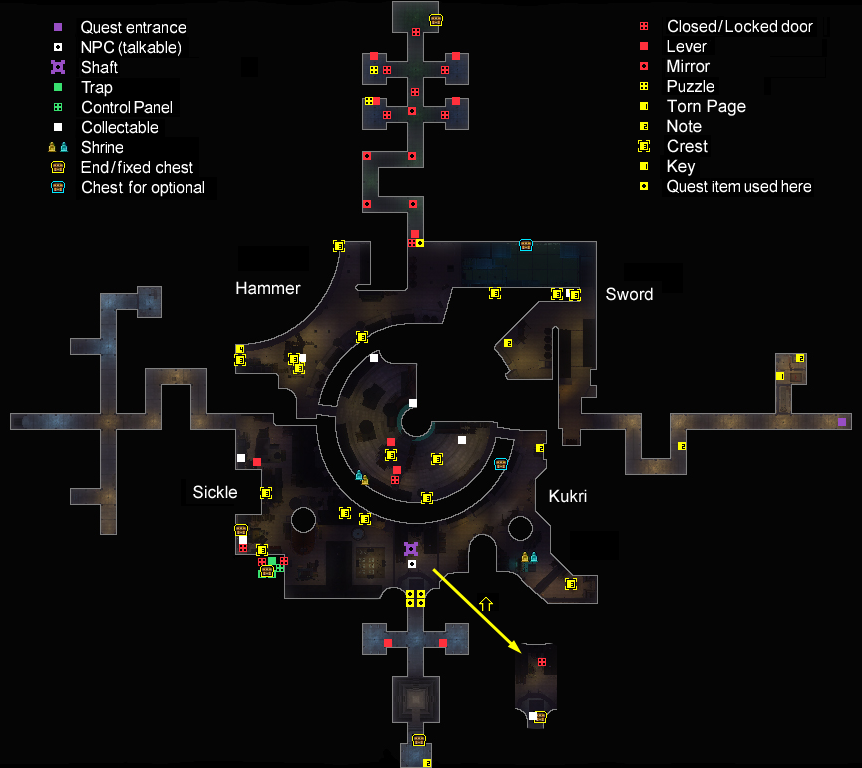 Quest entrance
NPC (talkable)
Shaft
Trap
Control Panel
Collectable
Shrine
End/fixed chest
Chest for optional
Closed/Locked door
Lever
Mirror
Puzzle
Torn Page
Note
Crest
Key
Quest item used here
Hammer
Sword
Sickle
Kukri